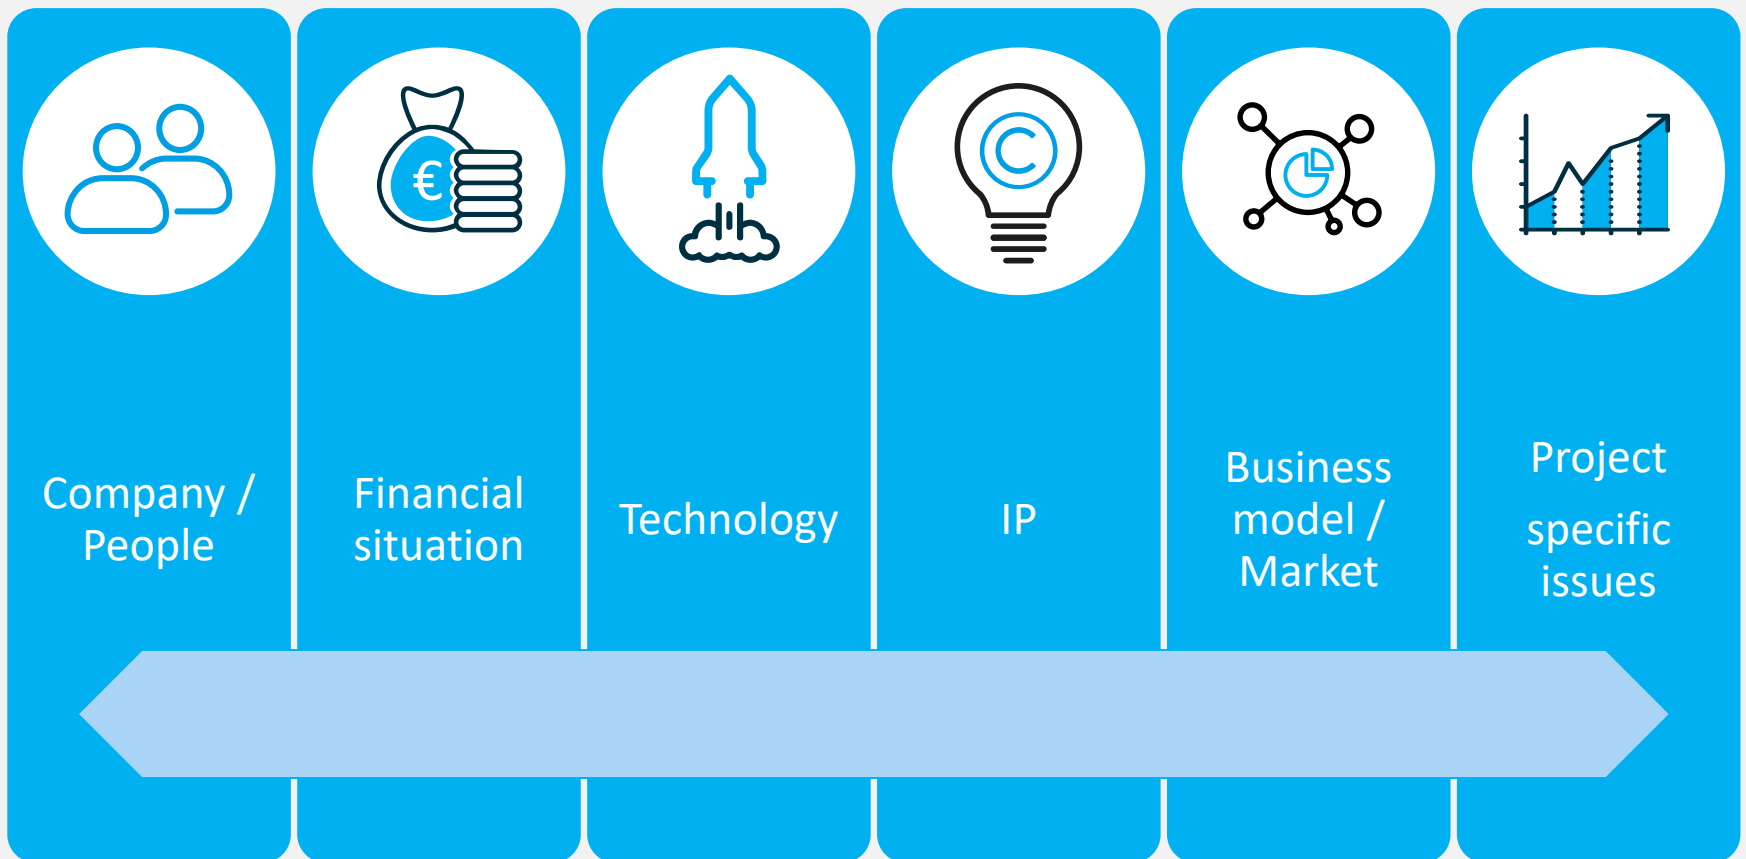 €
©
Company /
People
Financial
situation
Technology
IP
Business
model /
Market
Project
specific
issues